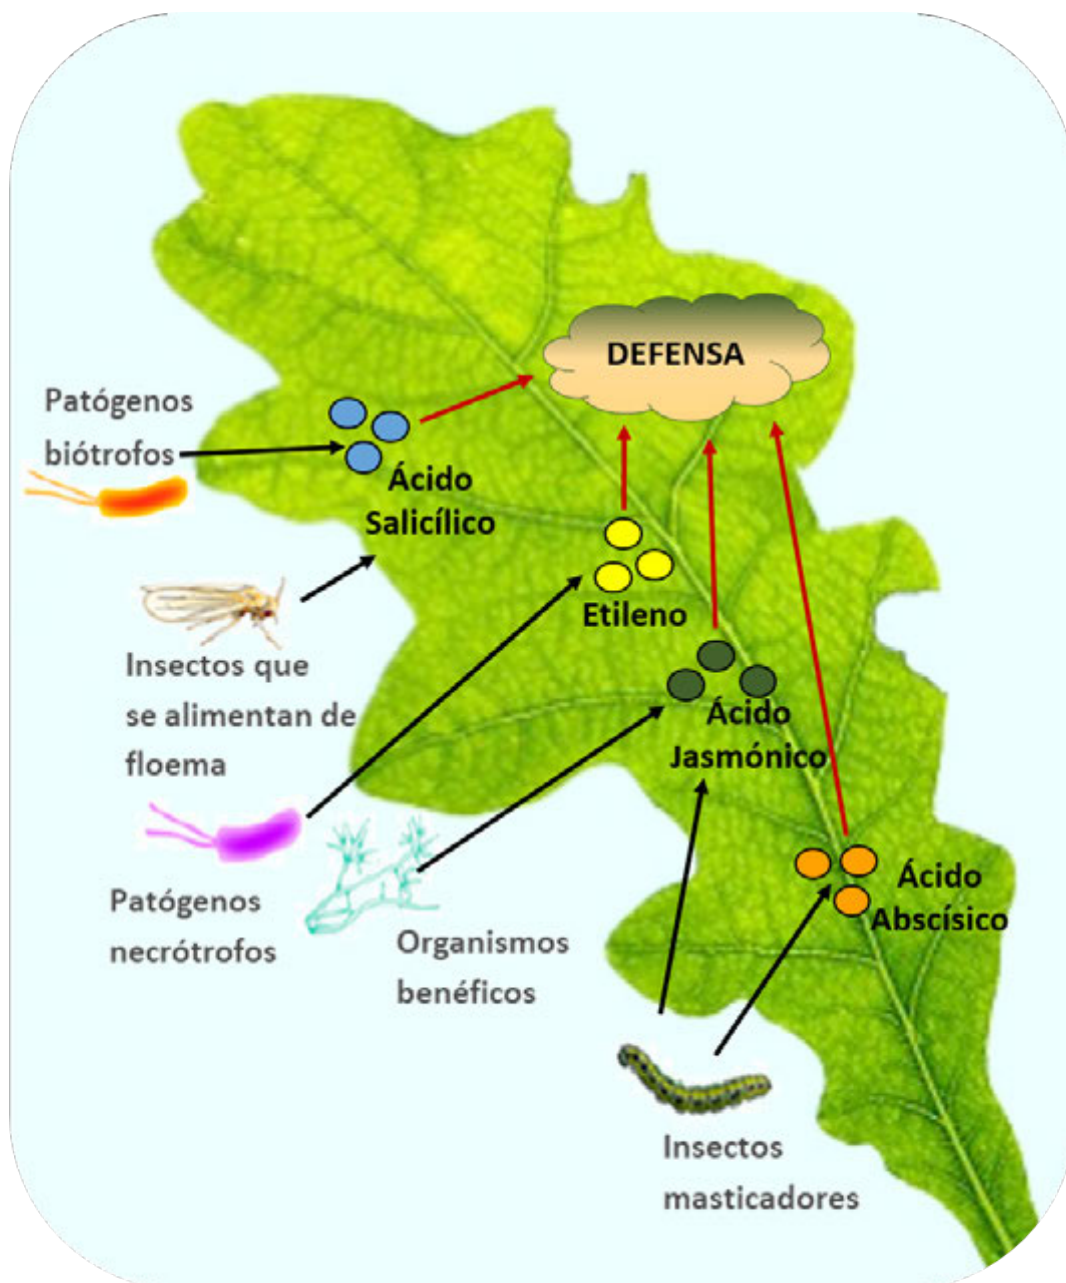 DEFENSA
Patógenos
biótrofos
Ácido
Salicílico
Etileno
Insectos que
se alimentan de
floema
Ácido
Jasmónico
Patógenos
necrótrofos
Ácido
Abscísico
Organismos
benéficos
Insectos
masticadores